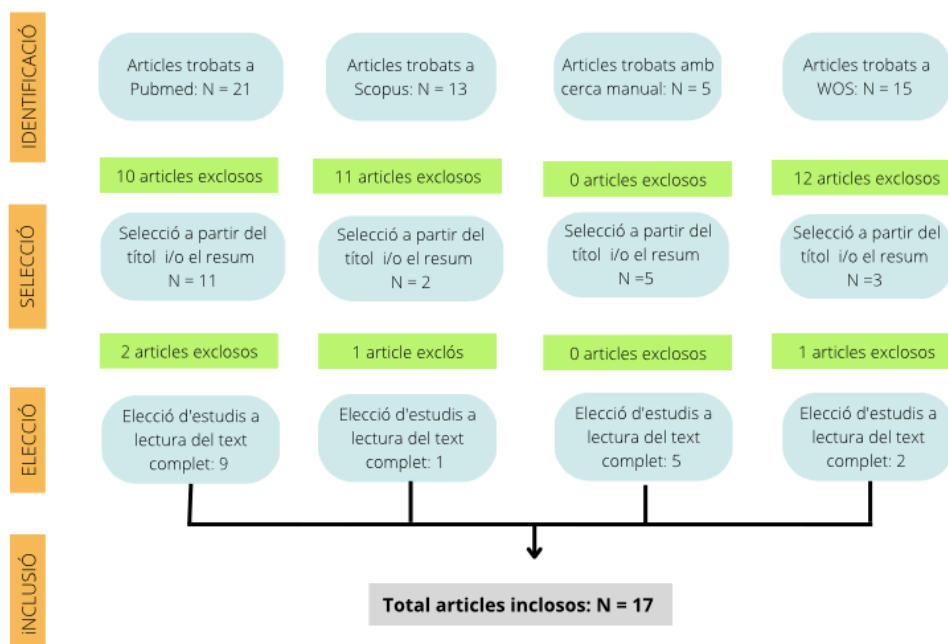 IDENTIFICACIÓ
Articles trobats a
Pubmed: N = 21
Articles trobats a
Scopus: N = 13
Articles trobats amb
cerca manual: N = 5
Articles trobats a
WOS: N = 15
10 articles exclosos
11 articles exclosos
0 articles exclosos
12 articles exclosos
SELECCIÓ
Selecció a partir del
títol i/o el resum
N = 11
Selecció a partir del
títol i/o el resum
N = 2
Selecció a partir del
títol i/o el resum
N =5
Selecció a partir del
títol i/o el resum
N =3
2 articles exclosos
1 article exclós
0 articles exclosos
1 articles exclosos
ELECCIÓ
Elecció d'estudis a
lectura del text
complet: 9
Elecció d'estudis a
lectura del text
complet: 1
Elecció d'estudis a
lectura del text
complet: 5
Elecció d'estudis a
lectura del text
complet: 2
iNCLUSIÓ
Total articles inclosos: N = 17